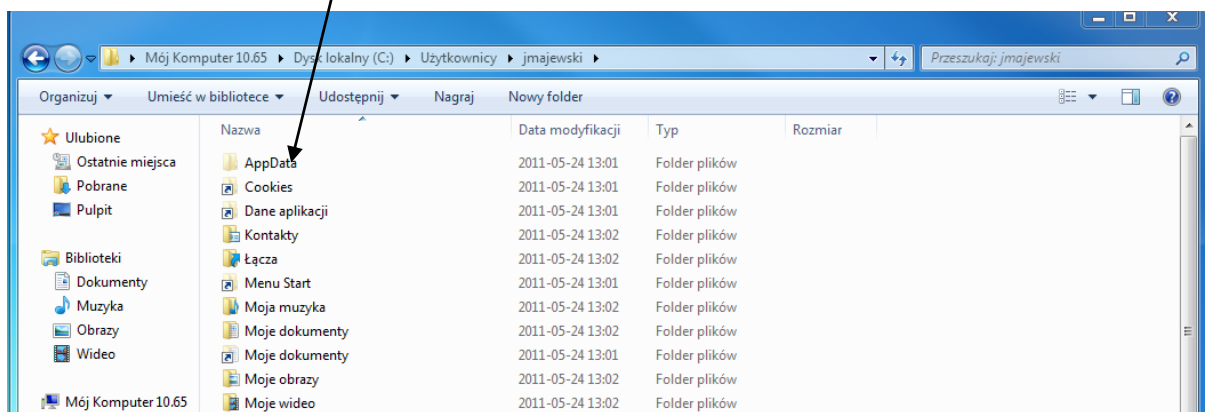 Mój Komputer 10.65 Dysk lokalny (C:) Użytkownicy jmajewski Przeszukaj: jmajewski
Organizuj Umieść w bibliotece Udostępnij Nagraj Nowy folder
Ulubione
Ostatnie miejsca
Pobrane
Pulpit
Biblioteki
Dokumenty
Muzyka
Obrazy
Wideo
Mój Komputer 10.65
Nazwa Data modyfikacji Typ Rozmiar
AppData 2011-05-24 13:01 Folder plików
Cookies 2011-05-24 13:01 Folder plików
Dane aplikacji 2011-05-24 13:01 Folder plików
Kontakty 2011-05-24 13:02 Folder plików
Łącza 2011-05-24 13:02 Folder plików
Menu Start 2011-05-24 13:01 Folder plików
Moja muzyka 2011-05-24 13:02 Folder plików
Moje dokumenty 2011-05-24 13:02 Folder plików
Moje dokumenty 2011-05-24 13:01 Folder plików
Moje obrazy 2011-05-24 13:02 Folder plików
Moje wideo 2011-05-24 13:02 Folder plików